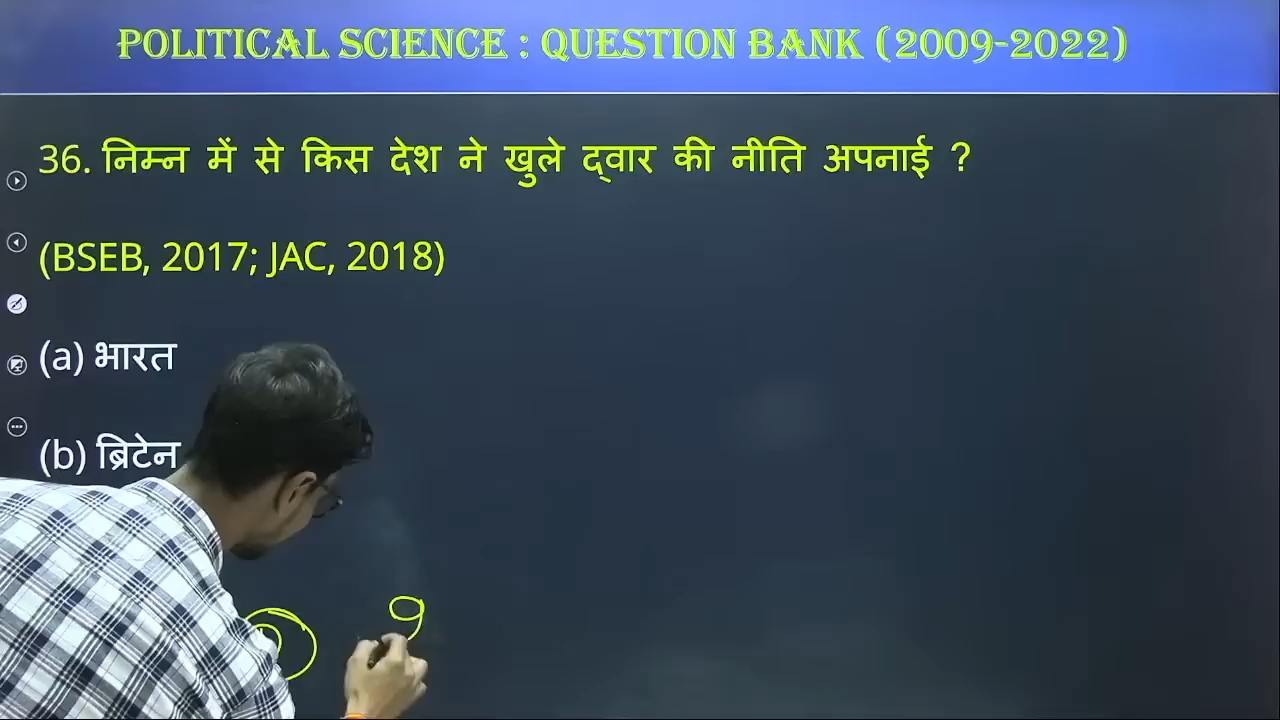 POLITICAL SCIENCE : QUESTION BANK (2009-2022)
36. निम्न में से किस देश ने खुले द्वार की नीति अपनाई ?
(BSEB, 2017; JAC, 2018)
(a) भारत
(b) ब्रिटेन
9